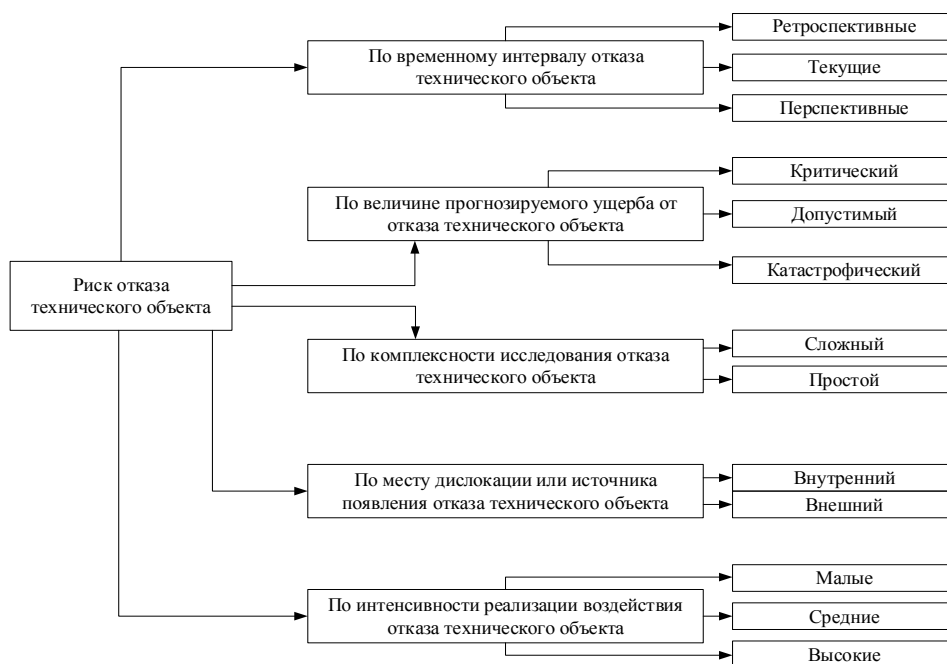 Риск отказа
технического объекта
По временному интервалу отказа
технического объекта
Ретроспективные
Текущие
Перспективные
По величине прогнозируемого ущерба от
отказа технического объекта
Критический
Допустимый
Катастрофический
По комплексности исследования отказа
технического объекта
Сложный
Простой
По месту дислокации или источника
появления отказа технического объекта
Внутренний
Внешний
По интенсивности реализации воздействия
отказа технического объекта
Малые
Средние
Высокие